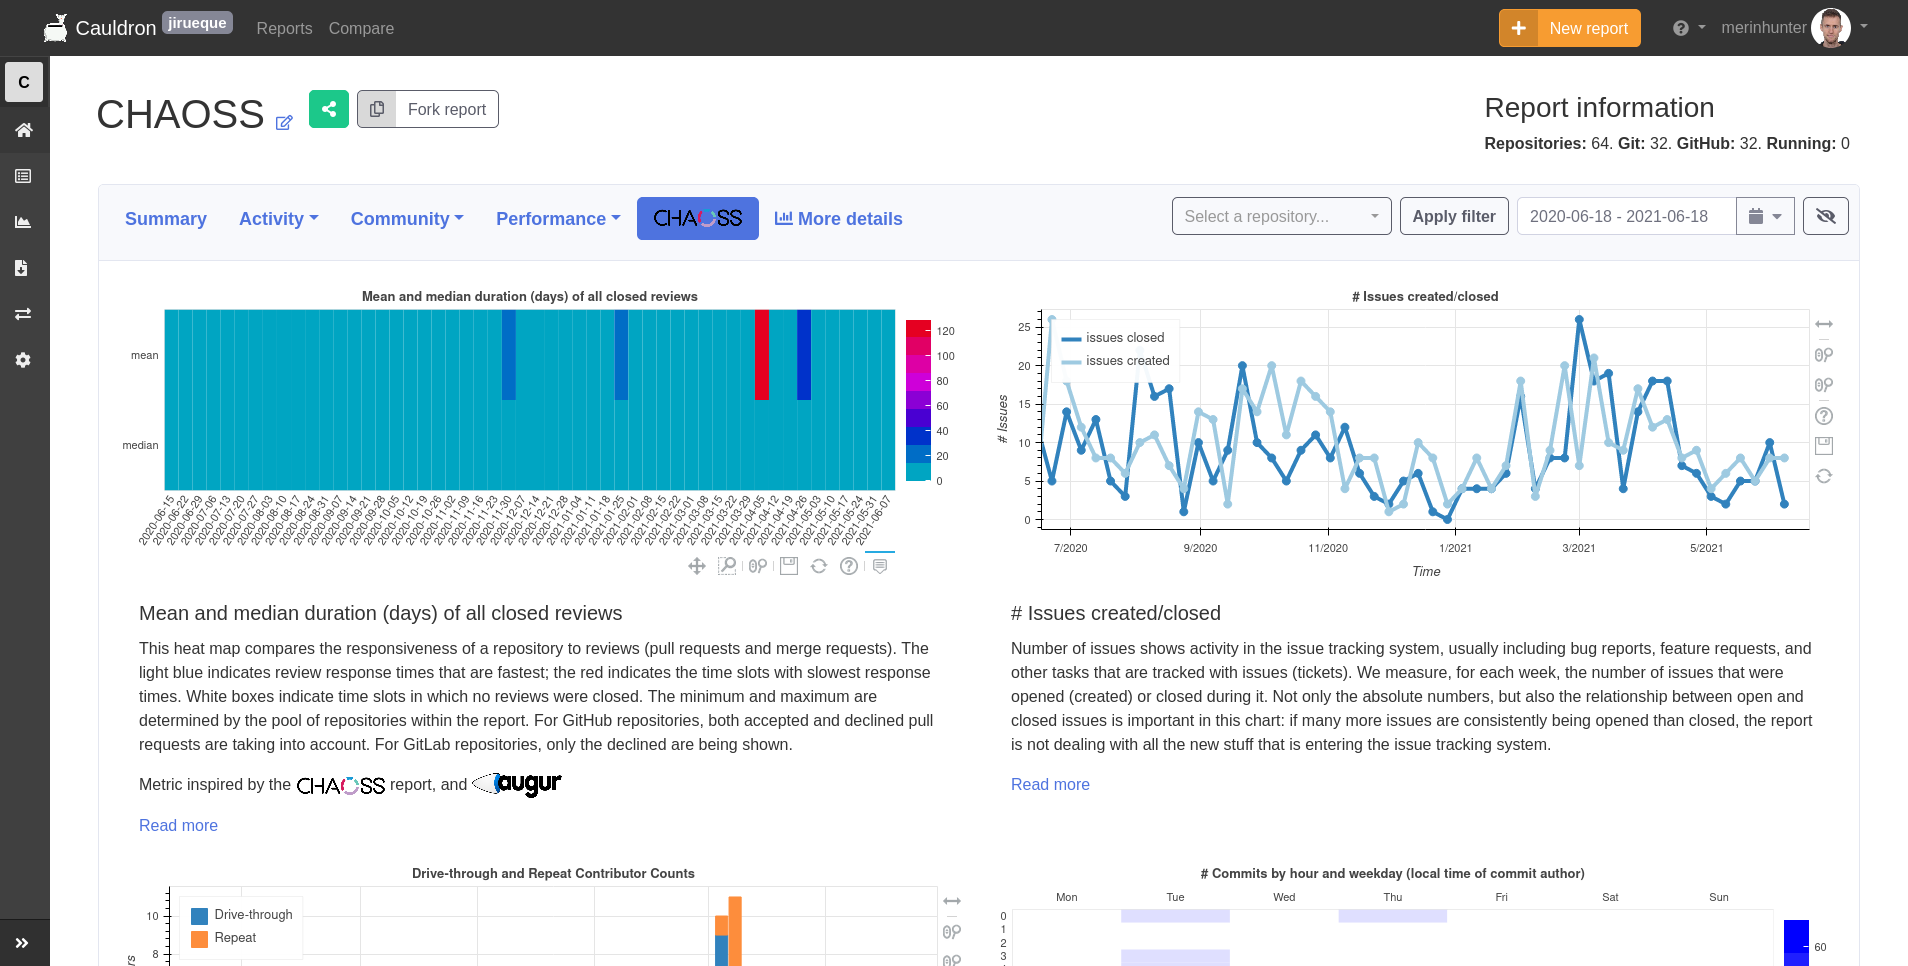 Cauldron jirueque Reports Compare New report merinhunter
C
CHAOSS Fork report
Report information
Repositories: 64. Git: 32. GitHub: 32. Running: 0
Summary Activity Community Performance CHAOSS More details Select a repository... Apply filter 2020-06-18 - 2021-06-18
Mean and median duration (days) of all closed reviews
mean
median
120
100
80
60
40
20
0
2020-06-15 2020-06-22 2020-06-29 2020-07-06 2020-07-13 2020-07-20 2020-07-27 2020-08-03 2020-08-10 2020-08-17 2020-08-24 2020-08-31 2020-09-07 2020-09-14 2020-09-21 2020-09-28 2020-10-05 2020-10-12 2020-10-19 2020-10-26 2020-11-02 2020-11-09 2020-11-16 2020-11-23 2020-11-30 2020-12-07 2020-12-14 2020-12-21 2020-12-28 2021-01-04 2021-01-11 2021-01-18 2021-01-25 2021-02-01 2021-02-08 2021-02-15 2021-02-22 2021-03-01 2021-03-08 2021-03-15 2021-03-22 2021-03-29 2021-04-05 2021-04-12 2021-04-19 2021-04-26 2021-05-03 2021-05-10 2021-05-17 2021-05-24 2021-05-31 2021-06-07
# Issues created/closed
issues closed
issues created
# Issues
25
20
15
10
5
0
7/2020 9/2020 11/2020 1/2021 3/2021 5/2021
Time
Mean and median duration (days) of all closed reviews
This heat map compares the responsiveness of a repository to reviews (pull requests and merge requests). The
light blue indicates review response times that are fastest; the red indicates the time slots with slowest response
times. White boxes indicate time slots in which no reviews were closed. The minimum and maximum are
determined by the pool of repositories within the report. For GitHub repositories, both accepted and declined pull
requests are taking into account. For GitLab repositories, only the declined are being shown.
Metric inspired by the CHAOSS report, and augur
Read more
# Issues created/closed
Number of issues shows activity in the issue tracking system, usually including bug reports, feature requests, and
other tasks that are tracked with issues (tickets). We measure, for each week, the number of issues that were
opened (created) or closed during it. Not only the absolute numbers, but also the relationship between open and
closed issues is important in this chart: if many more issues are consistently being opened than closed, the report
is not dealing with all the new stuff that is entering the issue tracking system.
Read more
Drive-through and Repeat Contributor Counts
Drive-through
Repeat
10
8
# Commits by hour and weekday (local time of commit author)
Mon Tue Wed Thu Fri Sat Sun
0
1
2
3
60